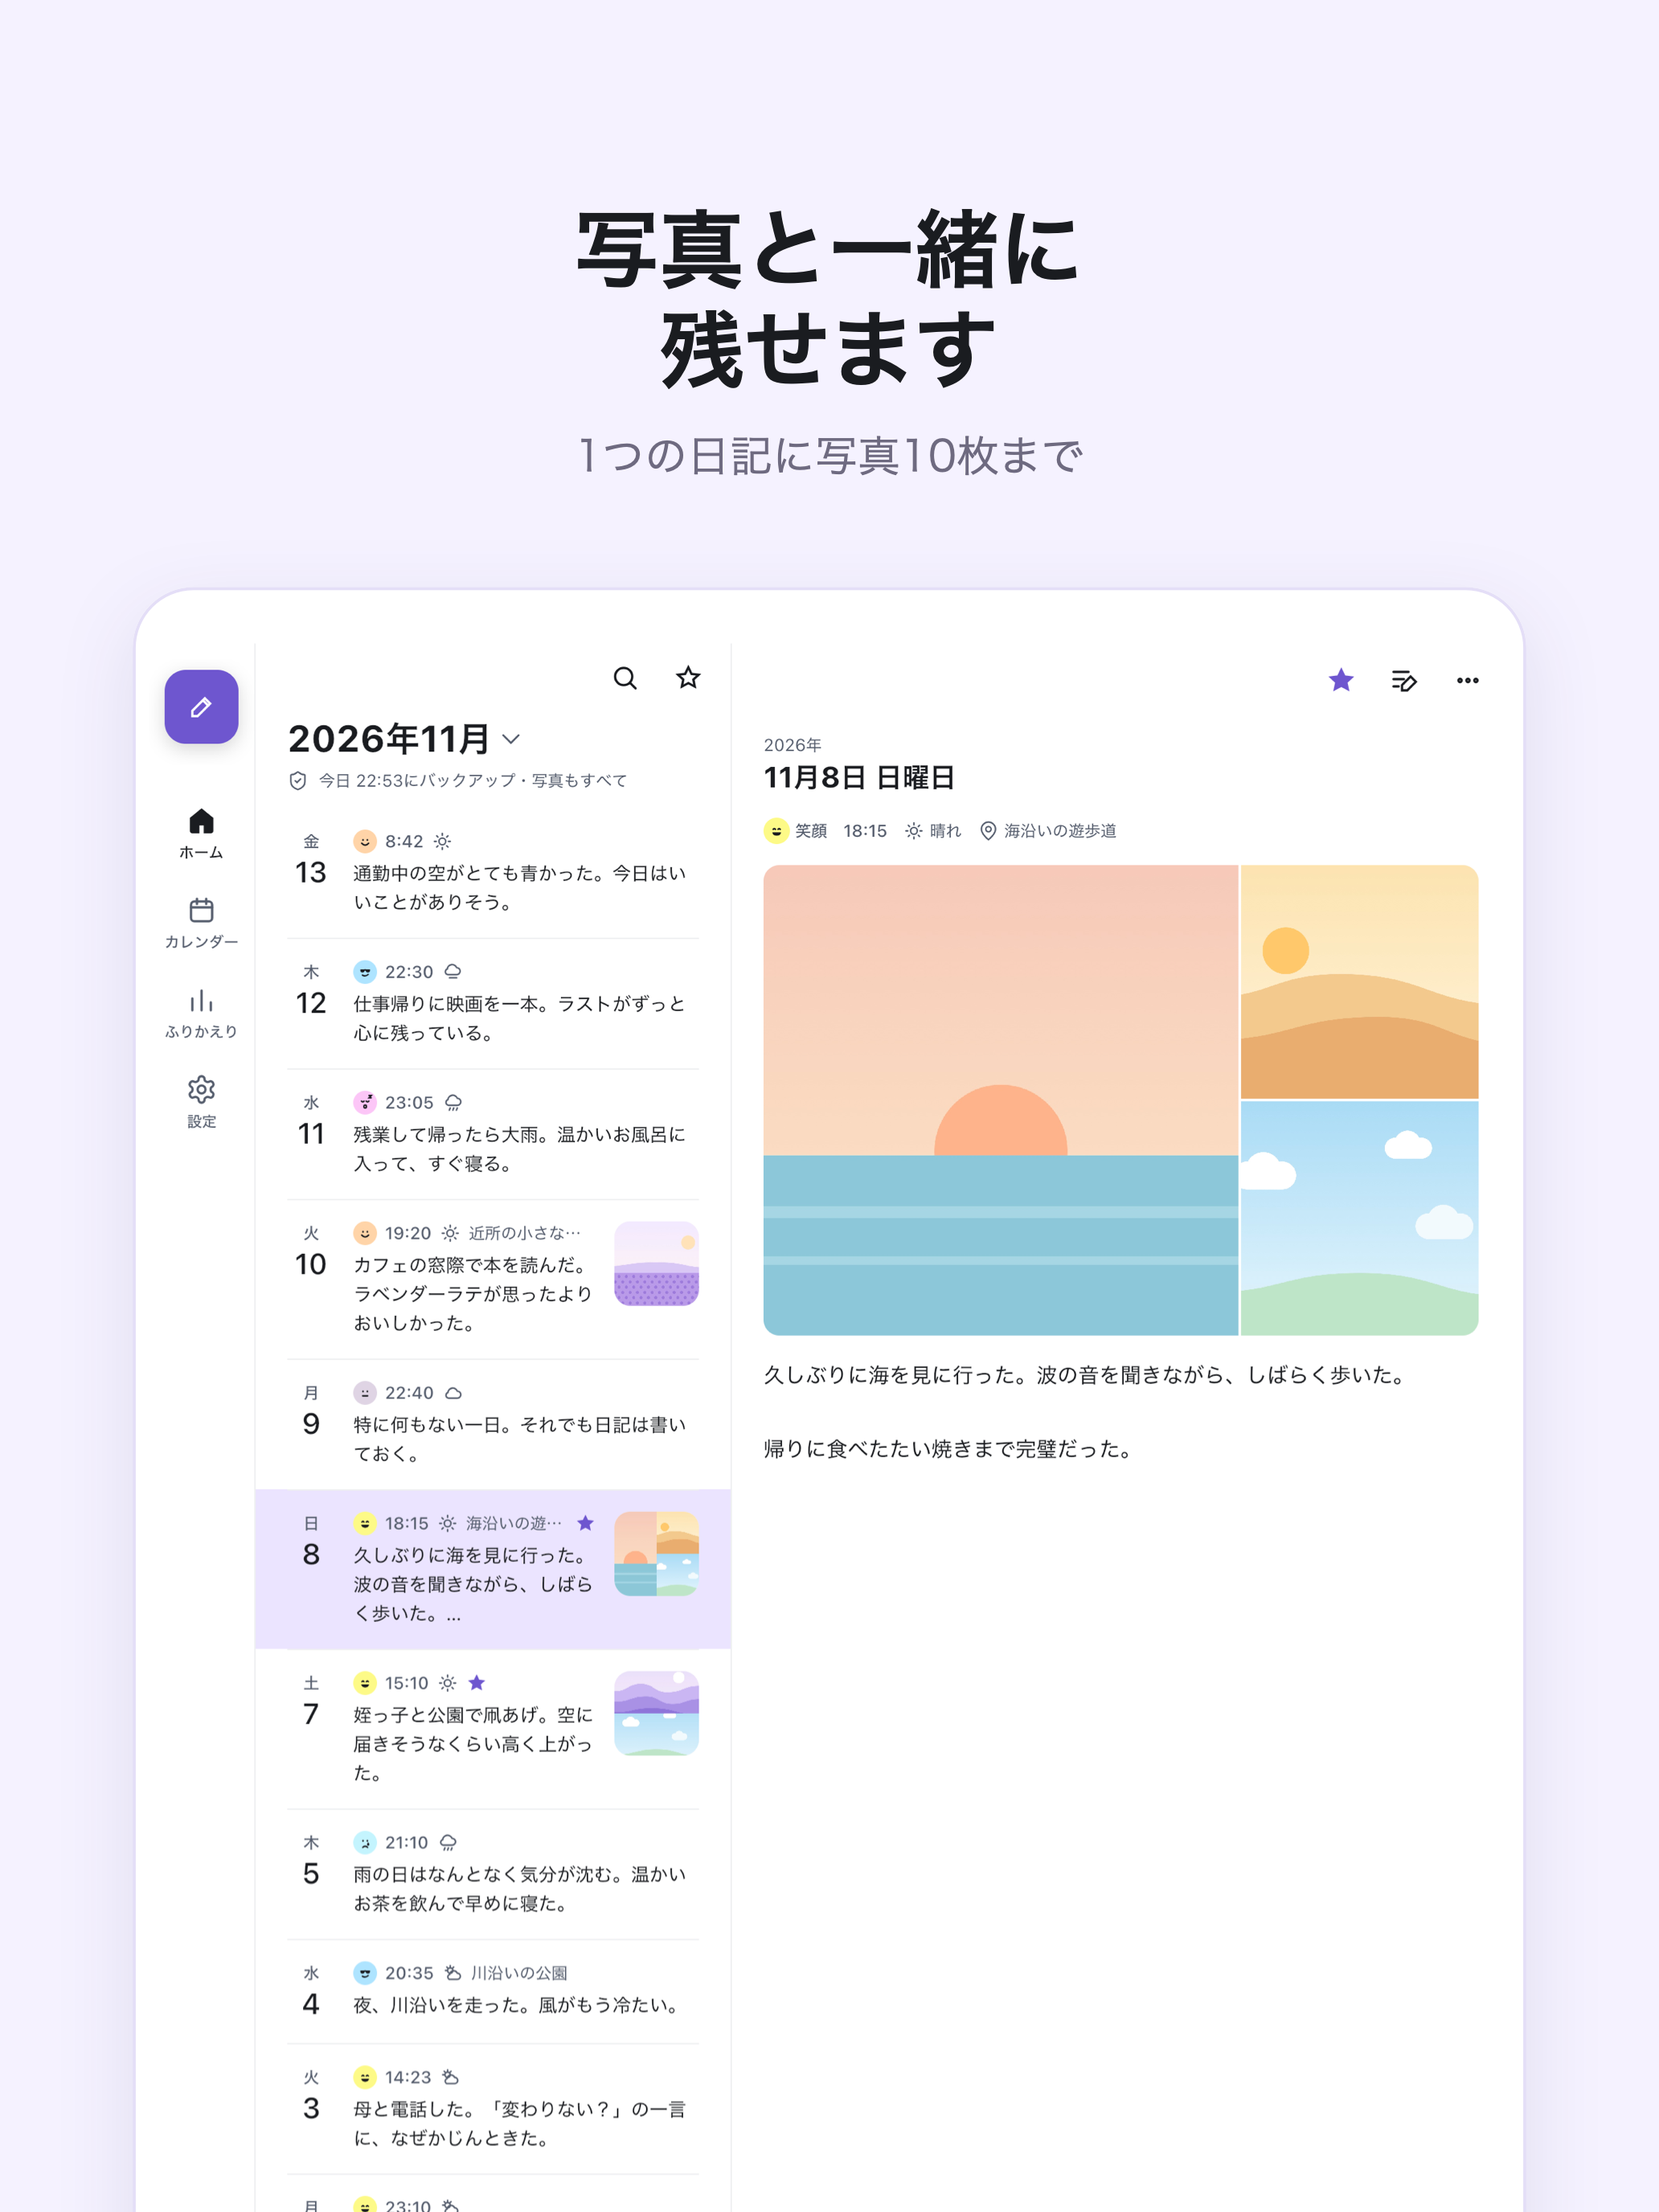 写真と一緒に
残せます
1つの日記に写真10枚まで
ホーム
カレンダー
ふりかえり
設定
2026年11月
今日 22:53にバックアップ・写真もすべて
金
13
8:42
通勤中の空がとても青かった。今日はい
いことがありそう。
木
12
22:30
仕事帰りに映画を一本。ラストがずっと
心に残っている。
水
11
23:05
残業して帰ったら大雨。温かいお風呂に
入って、すぐ寝る。
火
10
19:20 近所の小さな…
カフェの窓際で本を読んだ。
ラベンダーラテが思ったより
おいしかった。
月
9
22:40
特に何もない一日。それでも日記は書い
ておく。
日
8
18:15 海沿いの遊…
久しぶりに海を見に行った。
波の音を聞きながら、しばら
く歩いた。...
土
7
15:10
姪っ子と公園で凧あげ。空に
届きそうなくらい高く上がっ
た。
木
5
21:10
雨の日はなんとなく気分が沈む。温かい
お茶を飲んで早めに寝た。
水
4
20:35 川沿いの公園
夜、川沿いを走った。風がもう冷たい。
火
3
14:23
母と電話した。「変わりない？」の一言
に、なぜかじんときた。
月
23:10
2026年
11月8日 日曜日
笑顔 18:15 晴れ 海沿いの遊歩道
久しぶりに海を見に行った。波の音を聞きながら、しばらく歩いた。
帰りに食べたたい焼きまで完璧だった。